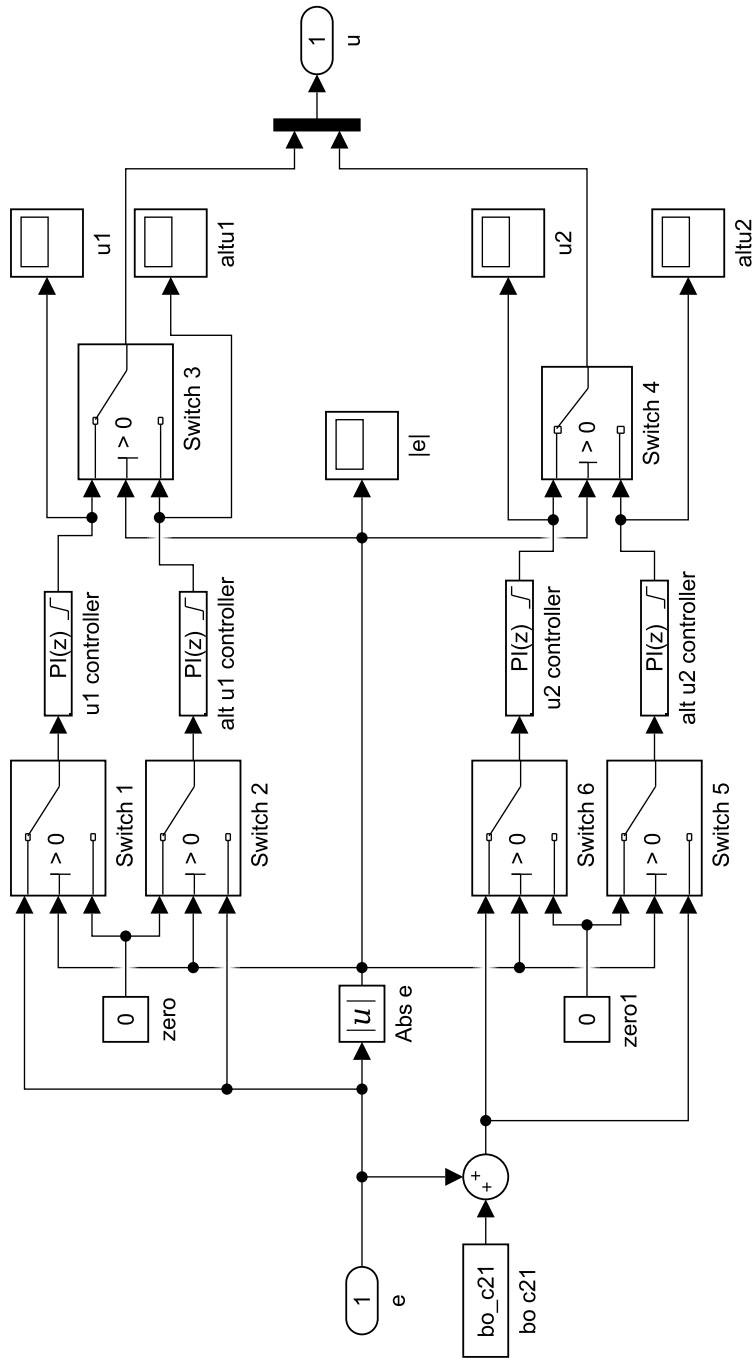 1
u
u1
altu1
u2
altu2
> 0
Switch 3
|e|
> 0
Switch 4
PI(z)
u1 controller
PI(z)
alt u1 controller
PI(z)
u2 controller
PI(z)
alt u2 controller
> 0
Switch 1
> 0
Switch 2
> 0
Switch 6
> 0
Switch 5
0
zero
|u|
Abs e
0
zero1
+
+
1
e
bo_c21
bo c21